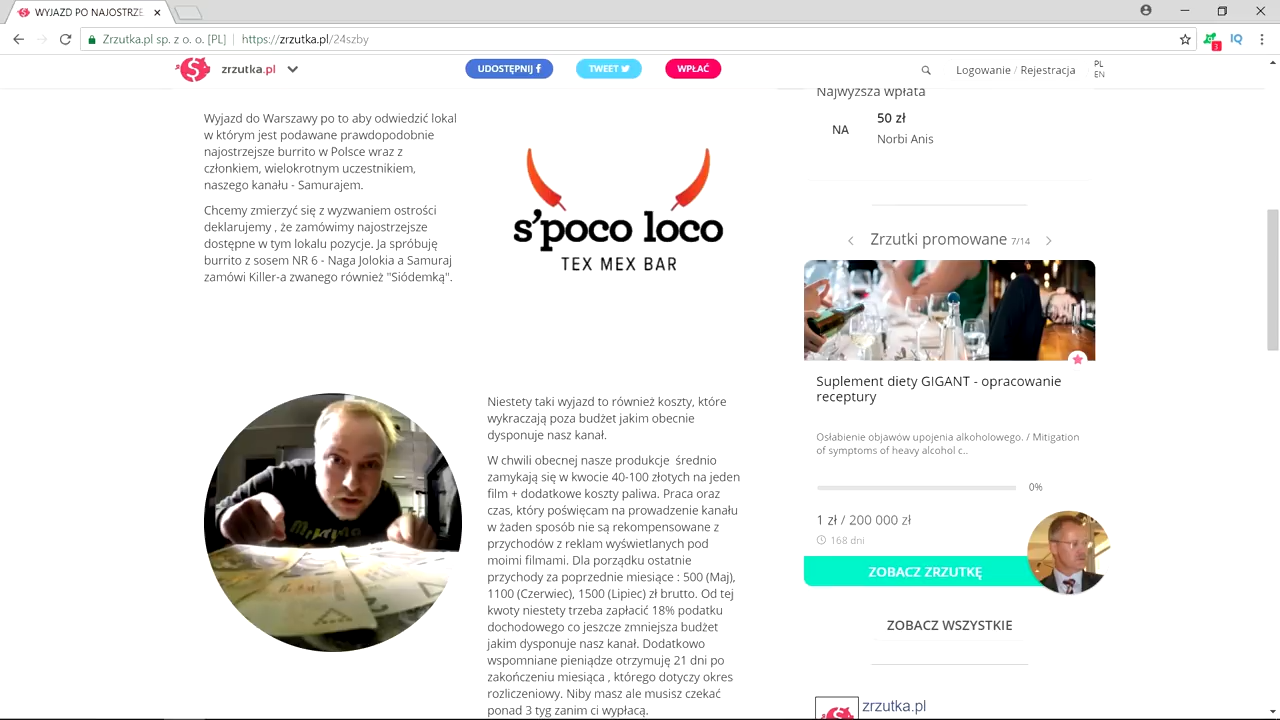 WYJAZD PO NAJOSTRZE
Zrzutka.pl sp. z o. o. [PL]
https://zrzutka.pl/24szby
3
IQ
zrzutka.pl
UDOSTĘPNIJ
TWEET
WPŁAĆ
Logowanie / Rejestracja
PL
EN
Wyjazd do Warszawy po to aby odwiedzić lokal
w którym jest podawane prawdopodobnie
najostrzejsze burrito w Polsce wraz z
członkiem, wielokrotnym uczestnikiem,
naszego kanału - Samurajem.
Chcemy zmierzyć się z wyzwaniem ostrości
deklarujemy , że zamówimy najostrzejsze
dostępne w tym lokalu pozycje. Ja spróbuję
burrito z sosem NR 6 - Naga Jolokia a Samuraj
zamówi Killer-a zwanego również "Siódemką".
s'poco loco
TEX MEX BAR
Niestety taki wyjazd to również koszty, które
wykraczają poza budżet jakim obecnie
dysponuje nasz kanał.
W chwili obecnej nasze produkcje średnio
zamykają się w kwocie 40-100 złotych na jeden
film + dodatkowe koszty paliwa. Praca oraz
czas, który poświęcam na prowadzenie kanału
w żaden sposób nie są rekompensowane z
przychodów z reklam wyświetlanych pod
moimi filmami. Dla porządku ostatnie
przychody za poprzednie miesiące : 500 (Maj),
1100 (Czerwiec), 1500 (Lipiec) zł brutto. Od tej
kwoty niestety trzeba zapłacić 18% podatku
dochodowego co jeszcze zmniejsza budżet
jakim dysponuje nasz kanał. Dodatkowo
wspomniane pieniądze otrzymuję 21 dni po
zakończeniu miesiąca , którego dotyczy okres
rozliczeniowy. Niby masz ale musisz czekać
ponad 3 tyg zanim ci wypłacą.
Najwyższa wpłata
NA
50 zł
Norbi Anis
Zrzutki promowane 7/14
Suplement diety GIGANT - opracowanie
receptury
Osłabienie objawów upojenia alkoholowego. / Mitigation
of symptoms of heavy alcohol c..
0%
1 zł / 200 000 zł
168 dni
ZOBACZ ZRZUTKĘ
ZOBACZ WSZYSTKIE
zrzutka.pl